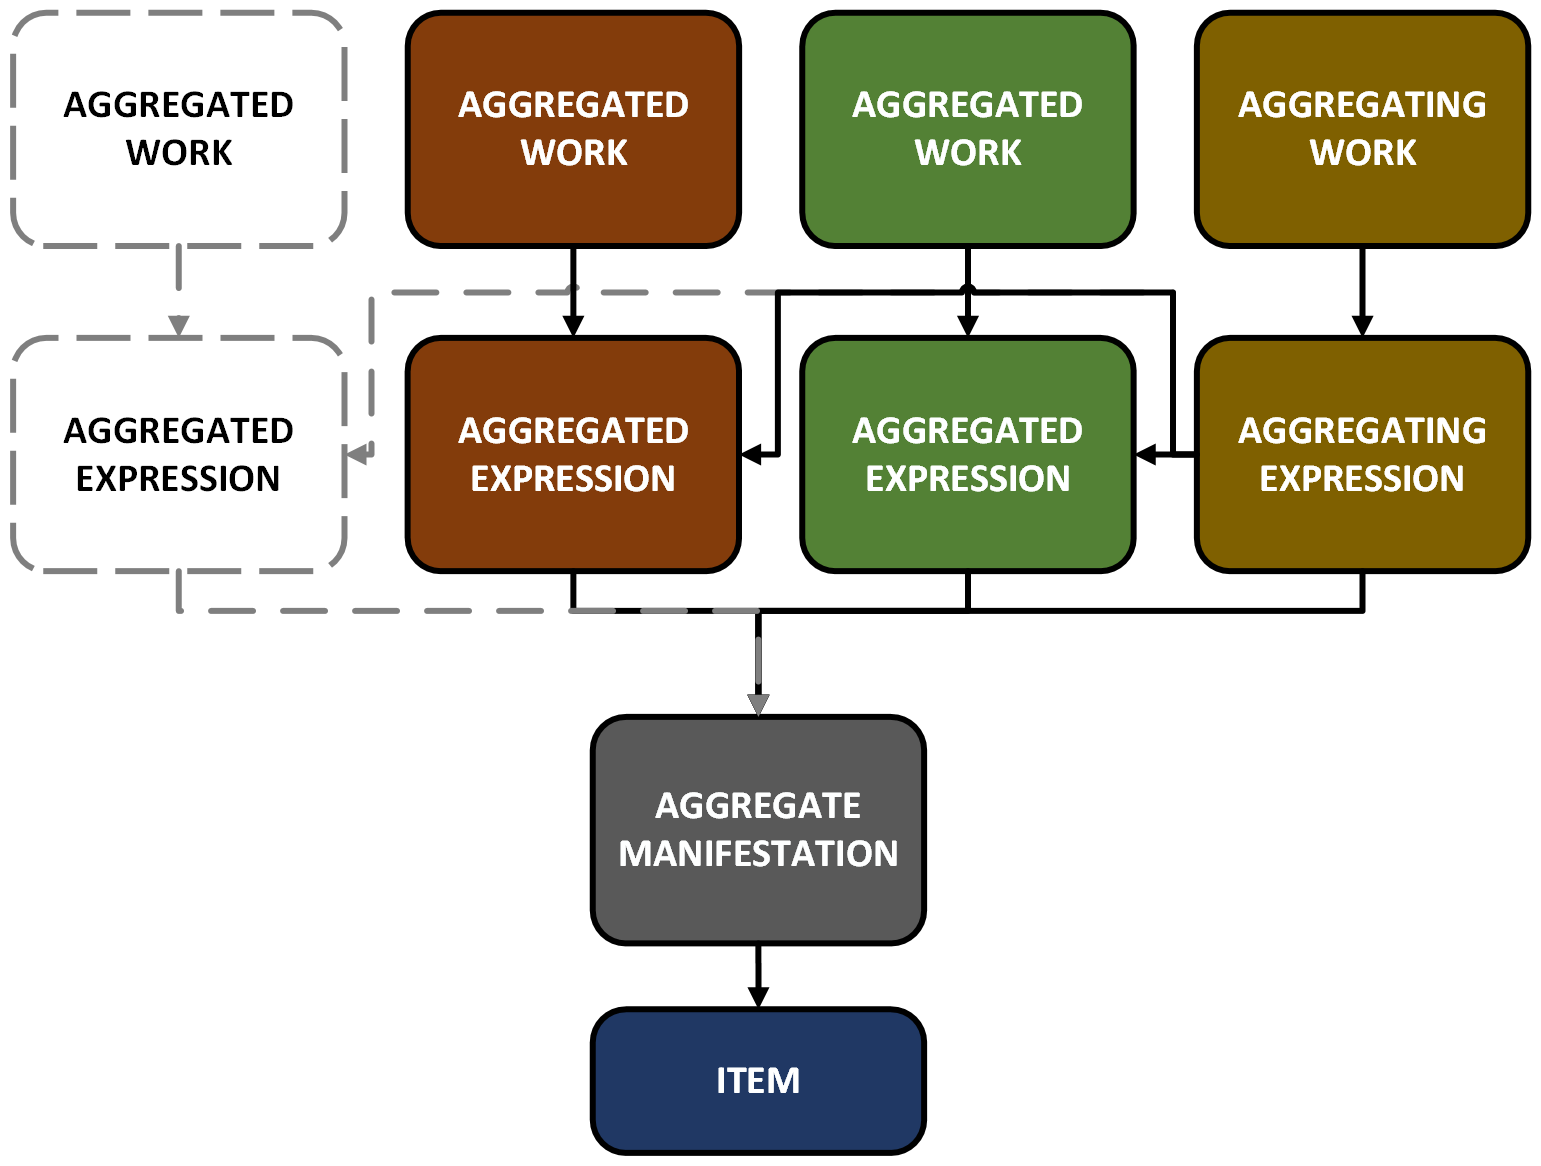 AGGREGATED
WORK
AGGREGATED
WORK
AGGREGATED
WORK
AGGREGATING
WORK
AGGREGATED
EXPRESSION
AGGREGATED
EXPRESSION
AGGREGATED
EXPRESSION
AGGREGATING
EXPRESSION
AGGREGATE
MANIFESTATION
ITEM